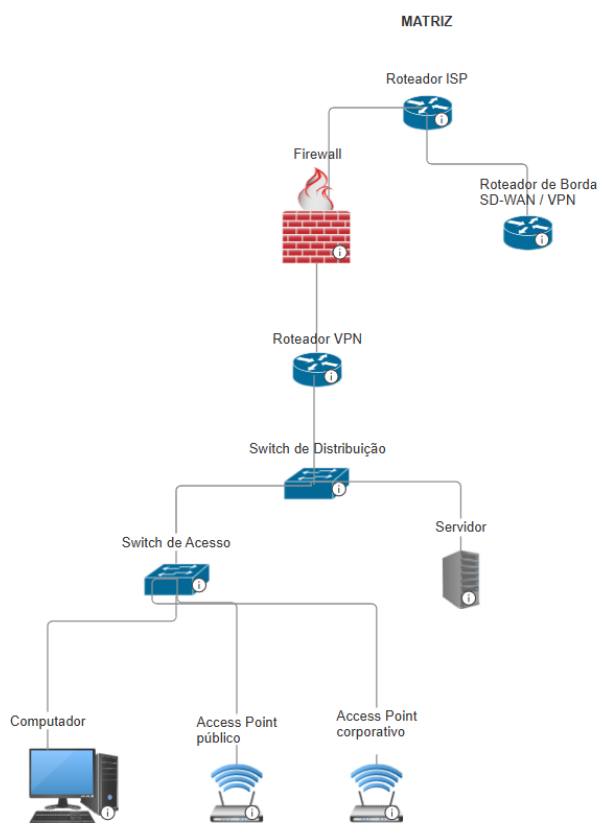 MATRIZ
Roteador ISP
Firewall
Roteador de Borda
SD-WAN / VPN
Roteador VPN
Switch de Distribuição
Servidor
Switch de Acesso
Computador
Access Point
público
Access Point
corporativo